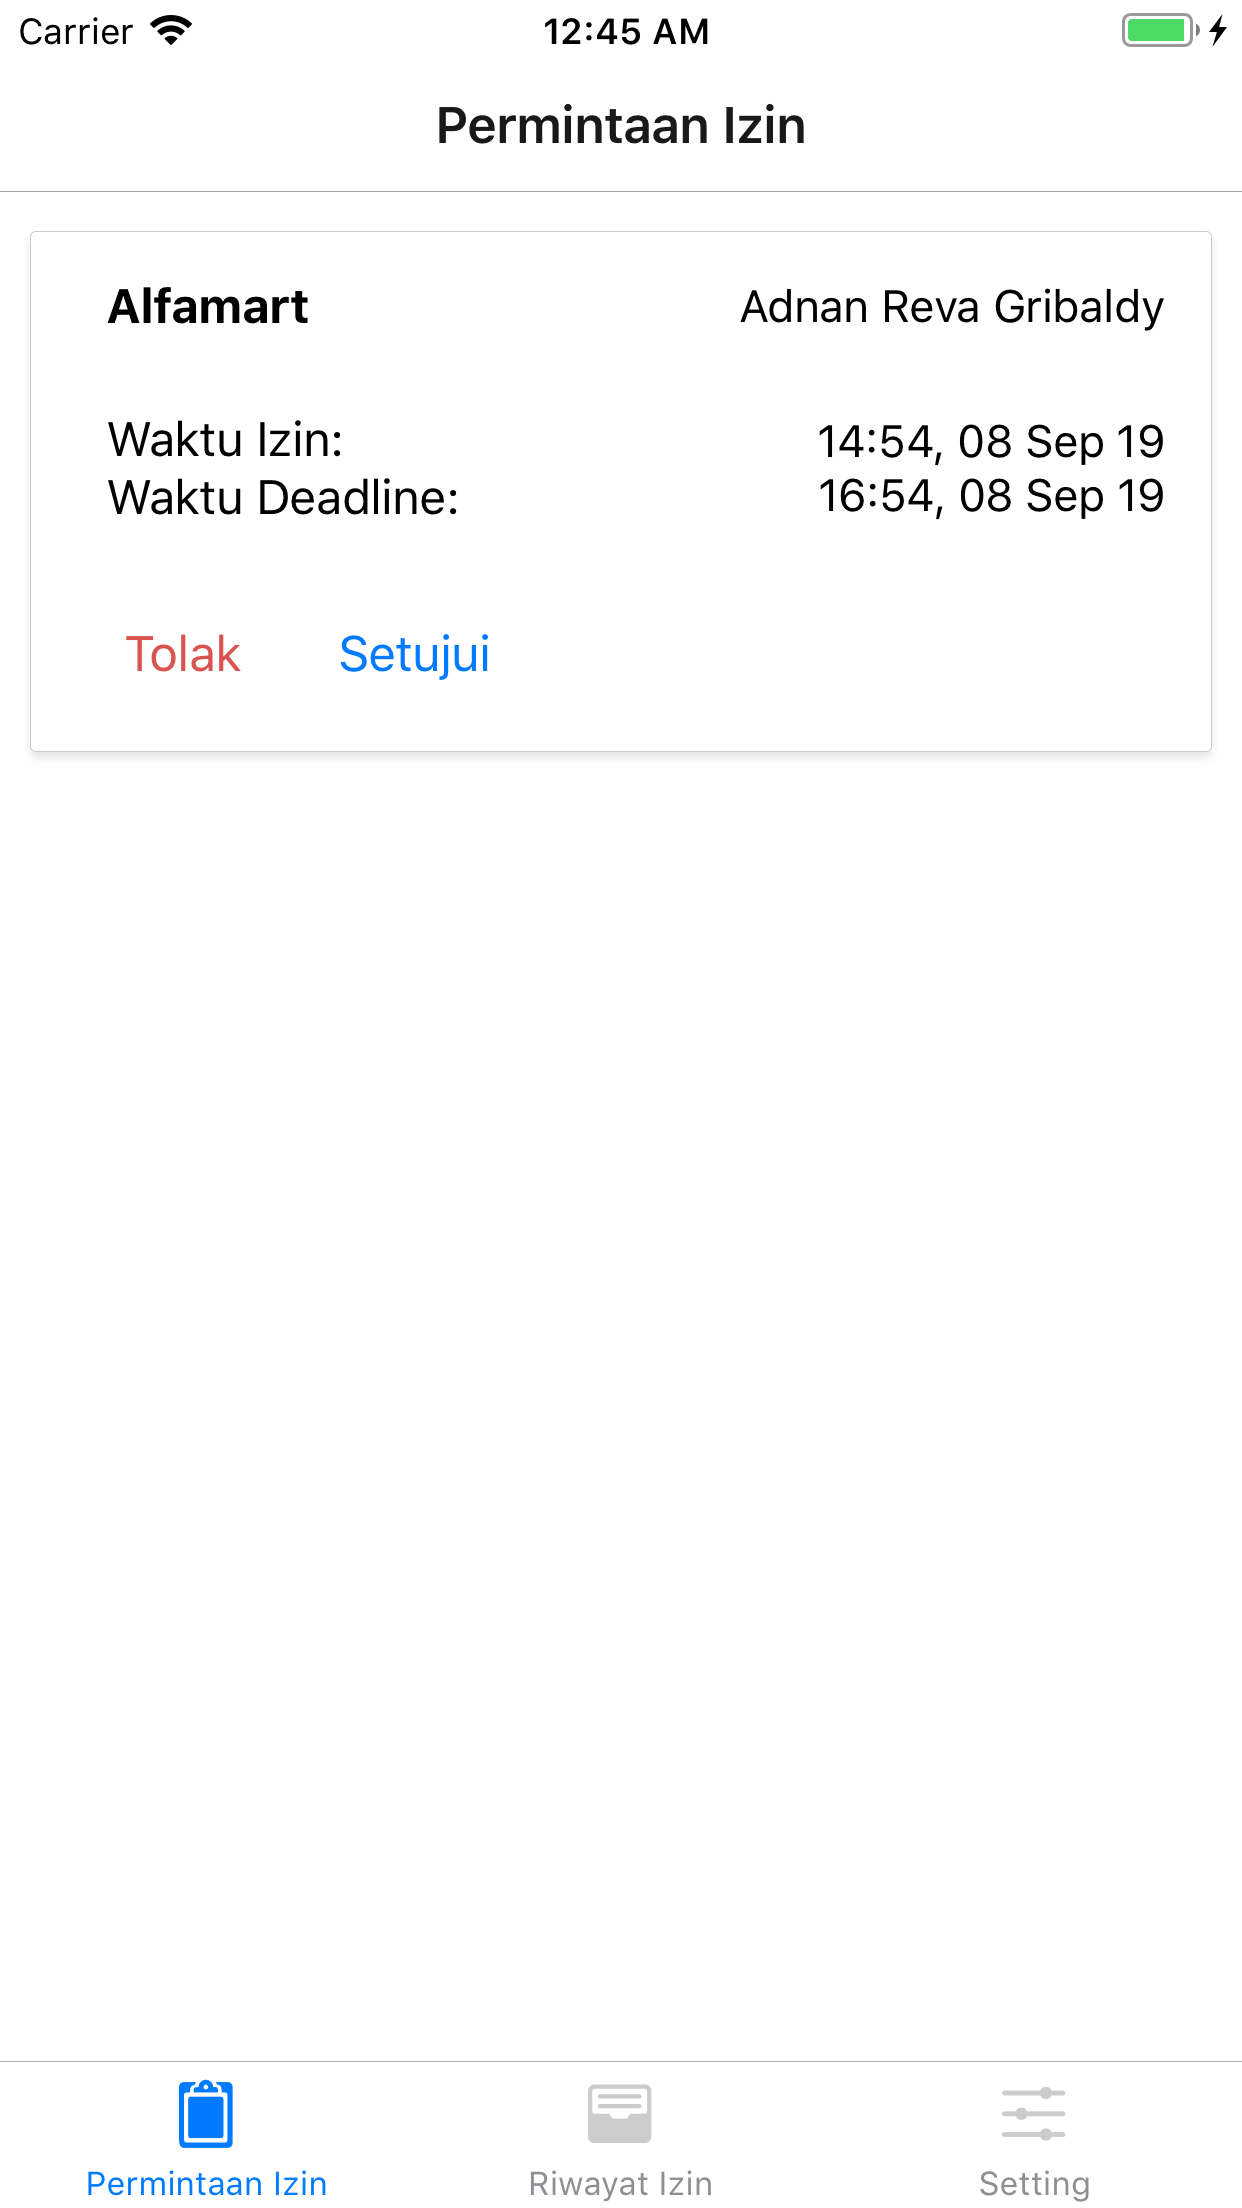 Carrier 12:45 AM
Permintaan Izin
Alfamart Adnan Reva Gribaldy
Waktu Izin: 14:54, 08 Sep 19
Waktu Deadline: 16:54, 08 Sep 19
Tolak Setujui
Permintaan Izin Riwayat Izin Setting